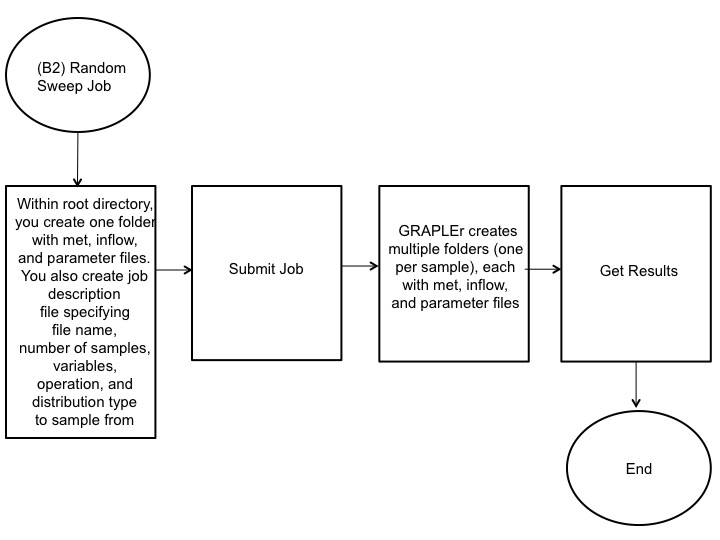 (B2) Random
Sweep Job
Within root directory,
you create one folder
with met, inflow,
and parameter files.
You also create job
description
file specifying
file name,
number of samples,
variables,
operation, and
distribution type
to sample from
Submit Job
GRAPLEr creates
multiple folders (one
per sample), each
with met, inflow,
and parameter files
Get Results
End